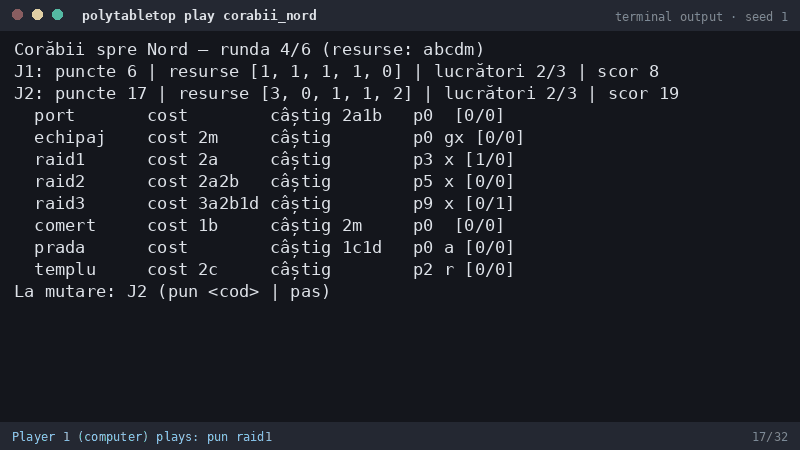 polytabletop play corabii_nord
terminal output · seed 1
Corăbii spre Nord — runda 4/6 (resurse: abcdm)
J1: puncte 6 | resurse [1, 1, 1, 1, 0] | lucrători 2/3 | scor 8
J2: puncte 17 | resurse [3, 0, 1, 1, 2] | lucrători 2/3 | scor 19
port cost câștig 2a1b p0 [0/0]
echipaj cost 2m câștig p0 gx [0/0]
raid1 cost 2a câștig p3 x [1/0]
raid2 cost 2a2b câștig p5 x [0/0]
raid3 cost 3a2b1d câștig p9 x [0/1]
comert cost 1b câștig 2m p0 [0/0]
prada cost câștig 1c1d p0 a [0/0]
templu cost 2c câștig p2 r [0/0]
La mutare: J2 (pun <cod> | pas)
Player 1 (computer) plays: pun raid1
17/32